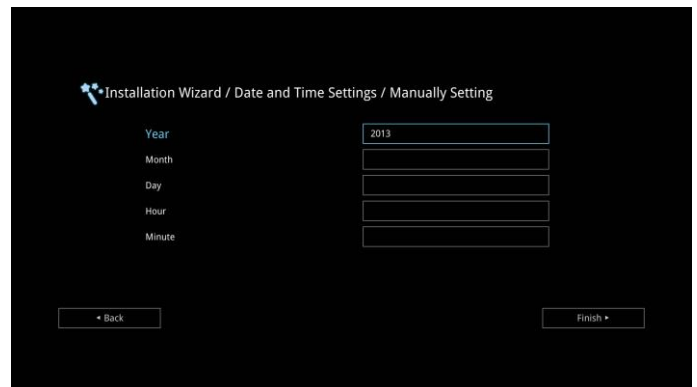 Installation Wizard / Date and Time Settings / Manually Setting
Year 2013
Month
Day
Hour
Minute
◂ Back Finish ▸